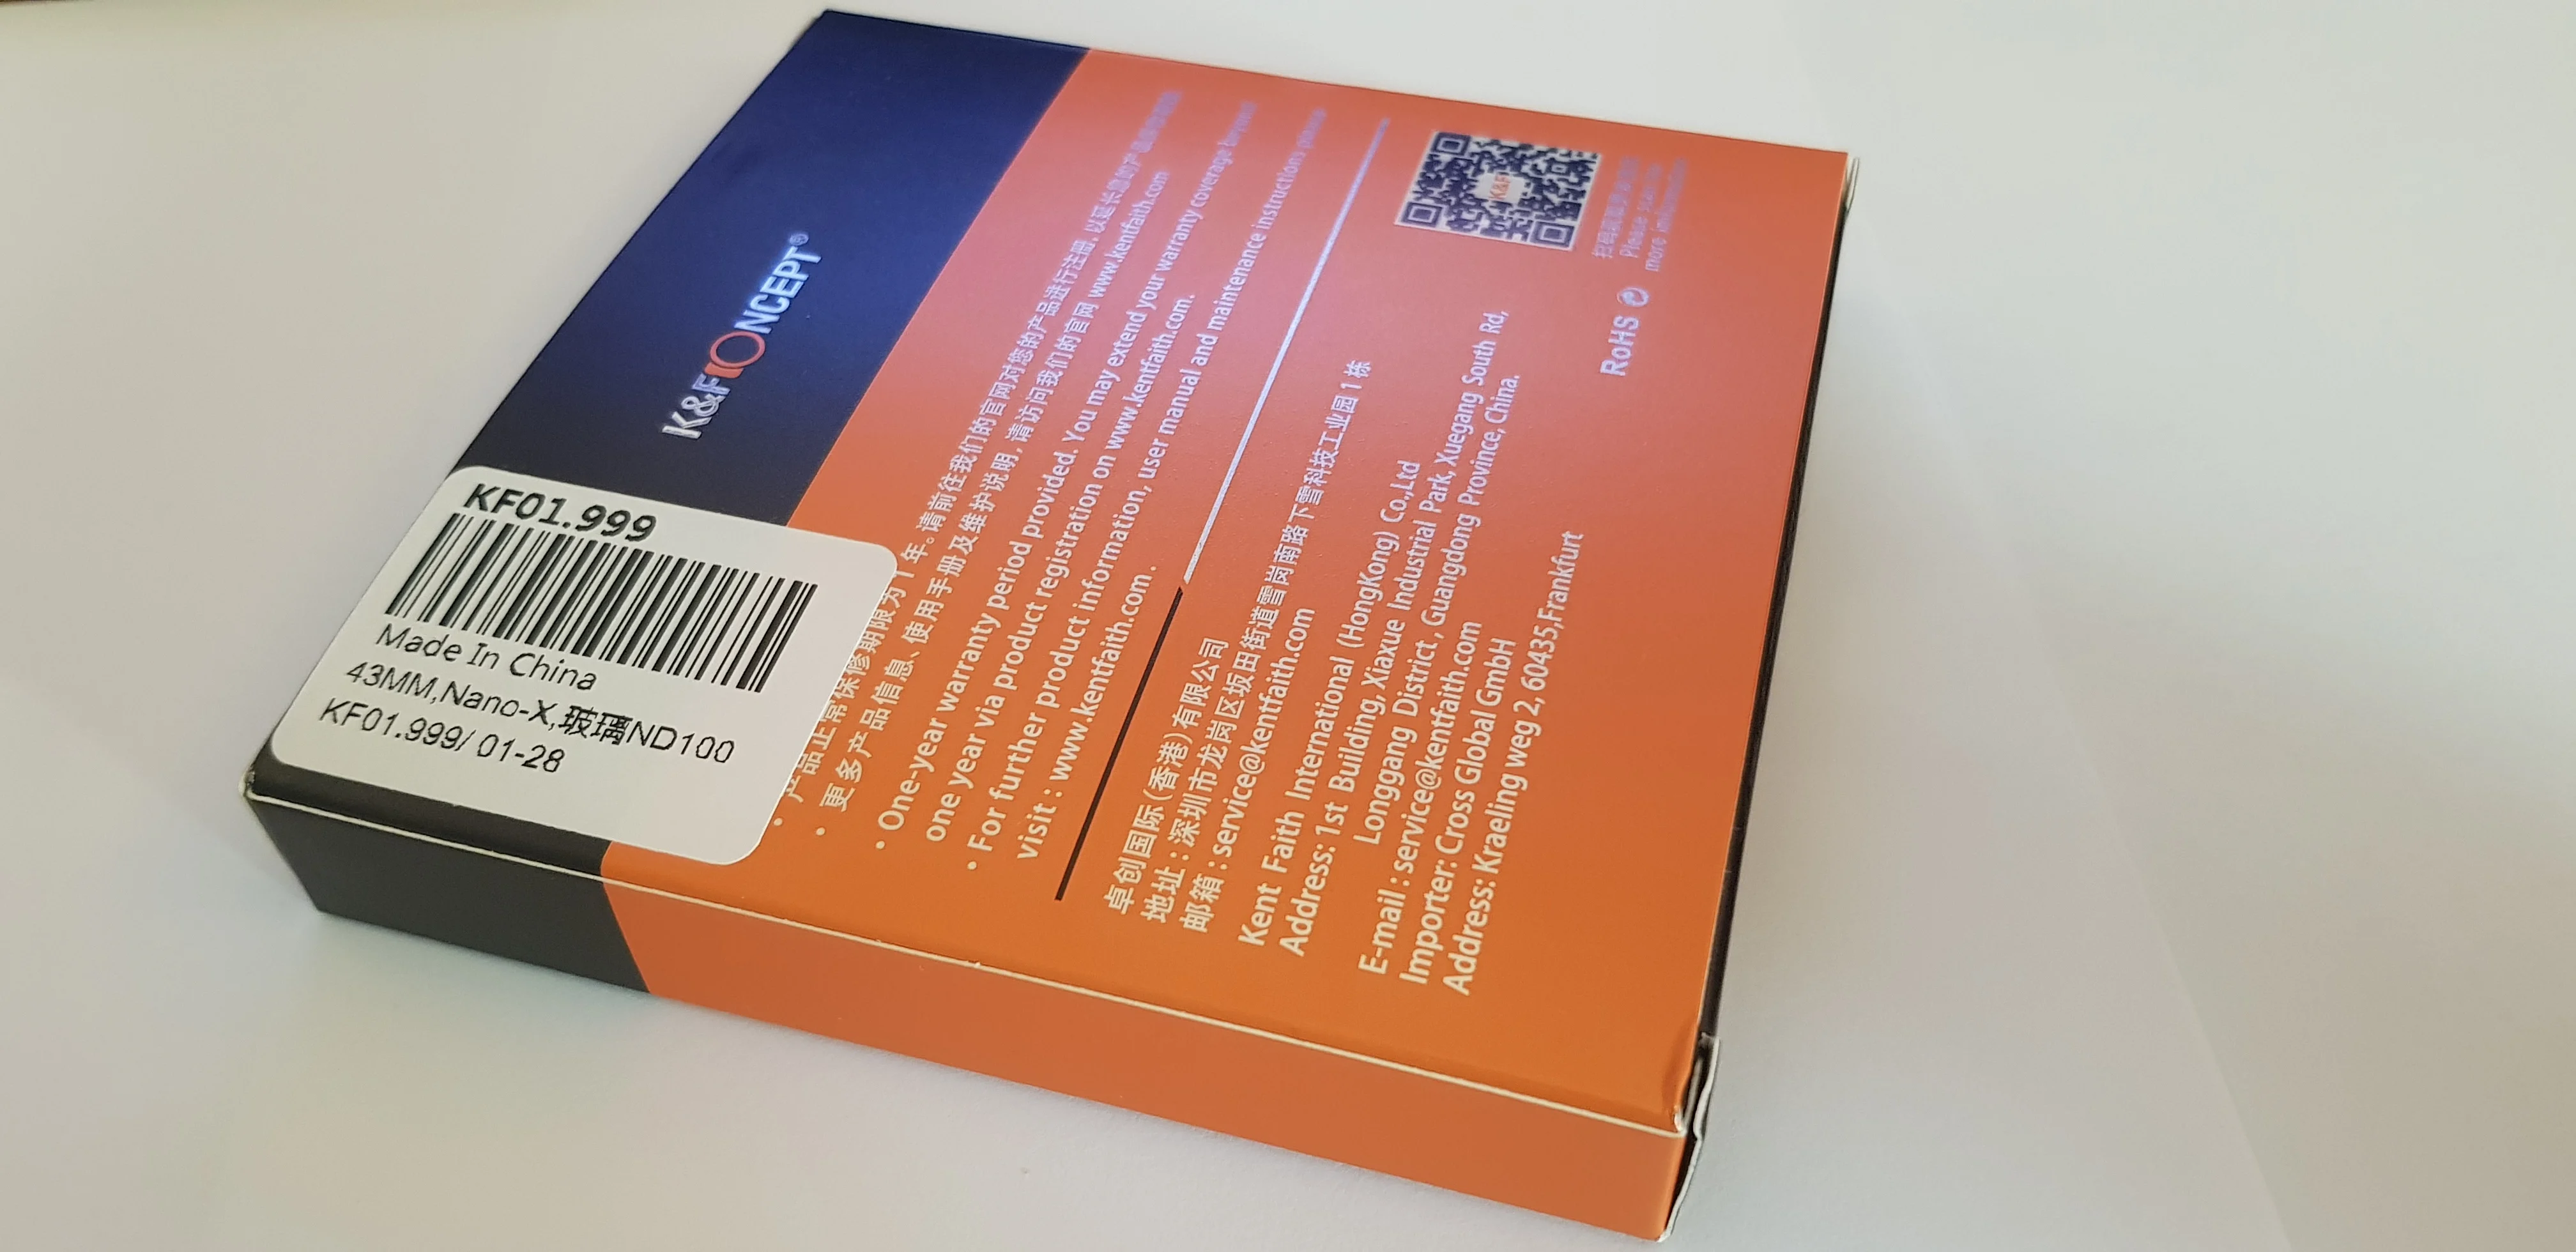 K&F CONCEPT®
KF01.999
Made In China
43MM,Nano-X,玻璃ND100
KF01.999/ 01-28
• 产品正常保修期限为1年。请前往我们的官网对您的产品进行注册，以延长您的产品
• 更多产品信息、使用手册及维护说明，请访问我们的官网 www.kentfaith.com
• One-year warranty period provided. You may extend your warranty coverage beyond
one year via product registration on www.kentfaith.com.
• For further product information, user manual and maintenance instructions please
visit : www.kentfaith.com.
卓创国际(香港)有限公司
地址:深圳市龙岗区坂田街道雪岗南路下雪科技工业园1栋
邮箱:service@kentfaith.com
Kent Faith International (HongKong) Co.,Ltd
Address: 1st Building, Xiaxue Industrial Park, Xuegang South Rd,
Longgang District, Guangdong Province, China.
E-mail : service@kentfaith.com
Importer: Cross Global GmbH
Address: Kraeling weg 2, 60435,Frankfurt
K&F
Please scan for
more information
RoHS